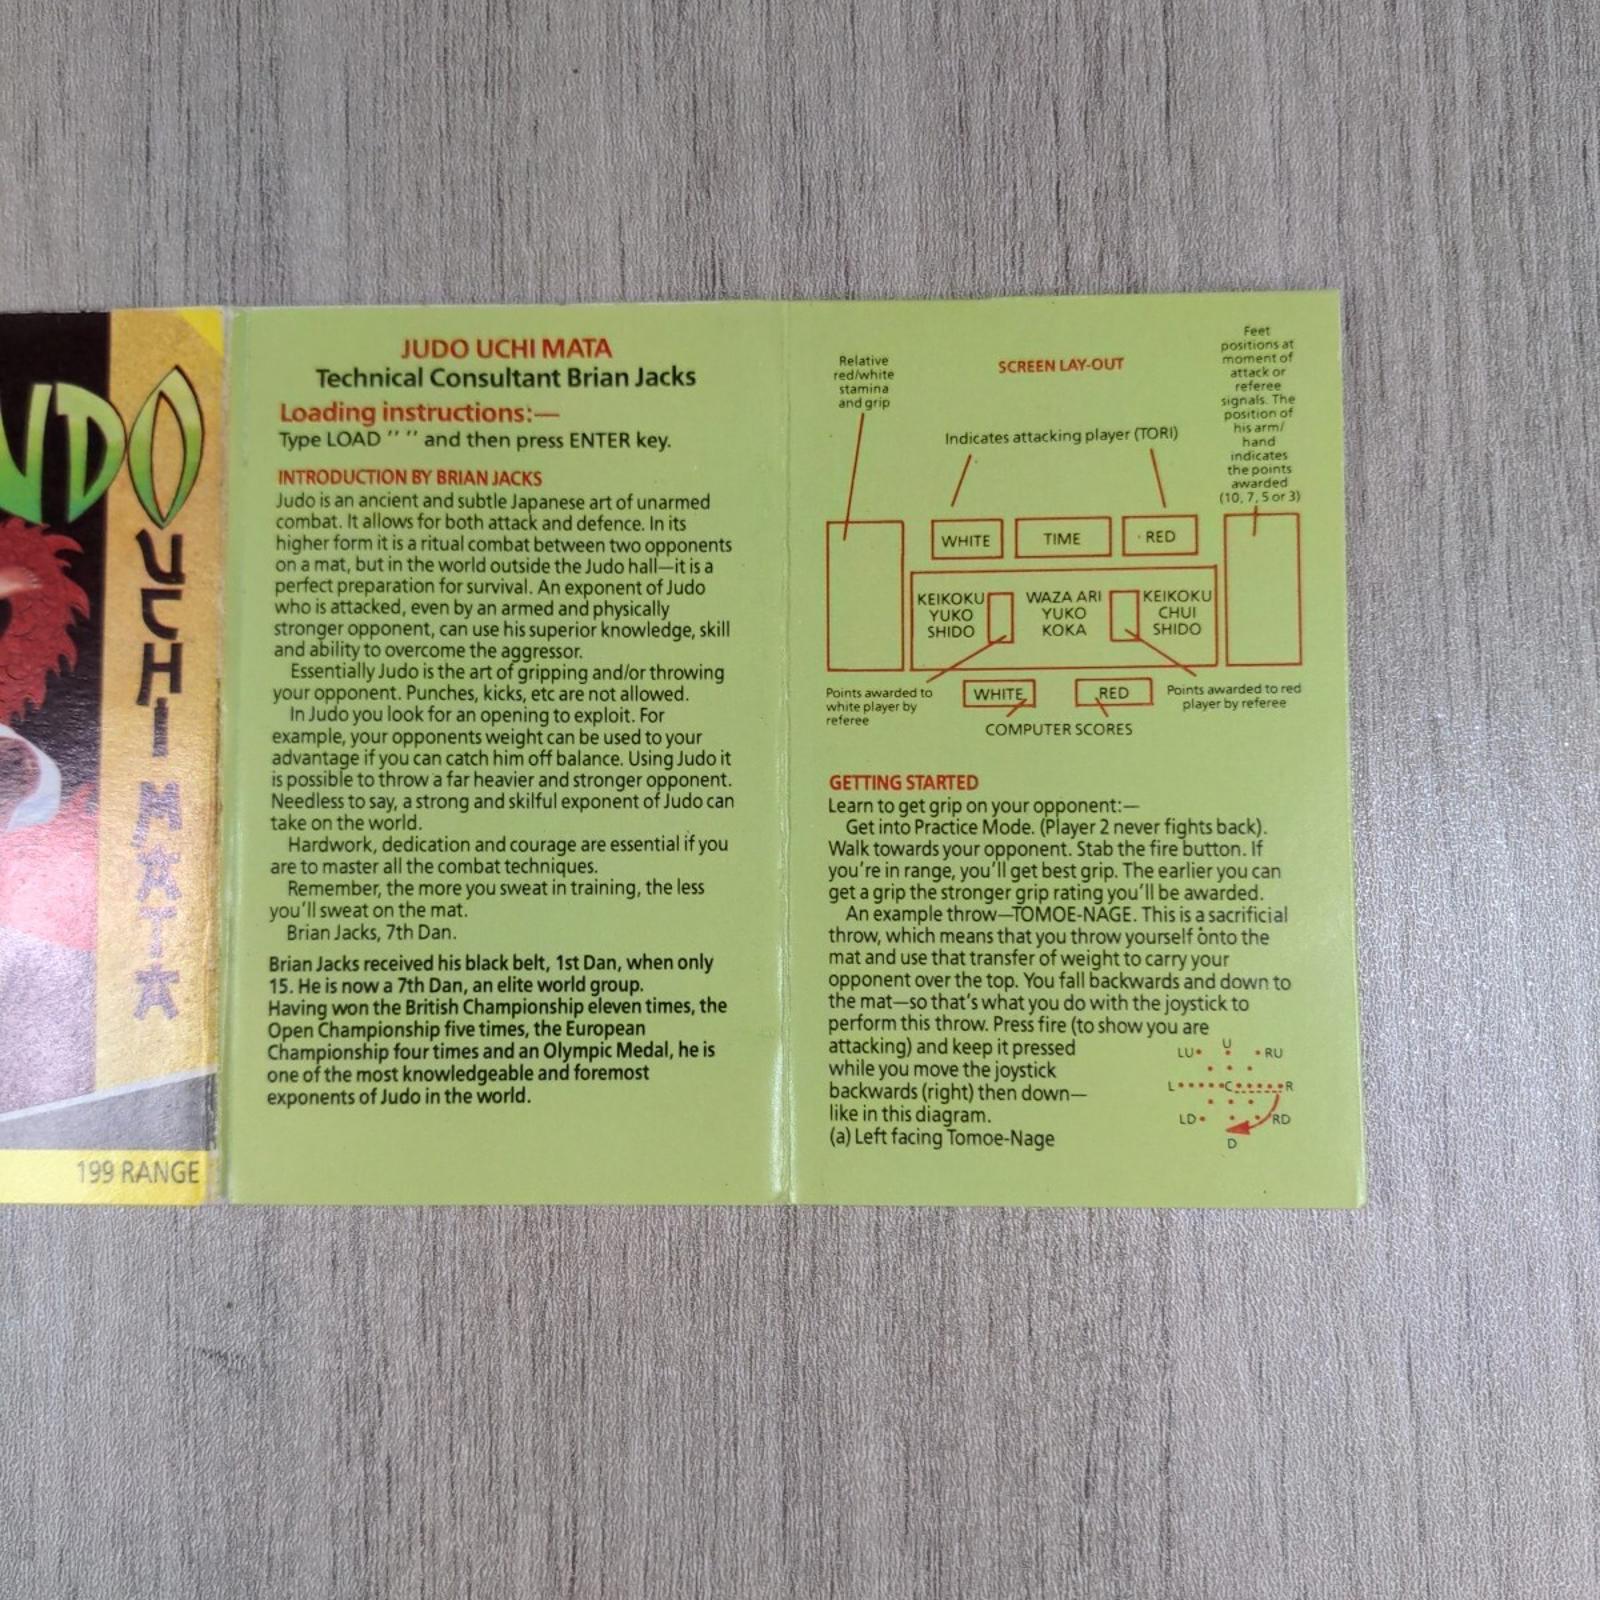 JUDO
UCHI MATA
199 RANGE
JUDO UCHI MATA
Technical Consultant Brian Jacks
Loading instructions:—
Type LOAD " " and then press ENTER key.
INTRODUCTION BY BRIAN JACKS
Judo is an ancient and subtle Japanese art of unarmed
combat. It allows for both attack and defence. In its
higher form it is a ritual combat between two opponents
on a mat, but in the world outside the Judo hall—it is a
perfect preparation for survival. An exponent of Judo
who is attacked, even by an armed and physically
stronger opponent, can use his superior knowledge, skill
and ability to overcome the aggressor.
Essentially Judo is the art of gripping and/or throwing
your opponent. Punches, kicks, etc are not allowed.
In Judo you look for an opening to exploit. For
example, your opponents weight can be used to your
advantage if you can catch him off balance. Using Judo it
is possible to throw a far heavier and stronger opponent.
Needless to say, a strong and skilful exponent of Judo can
take on the world.
Hardwork, dedication and courage are essential if you
are to master all the combat techniques.
Remember, the more you sweat in training, the less
you'll sweat on the mat.
Brian Jacks, 7th Dan.
Brian Jacks received his black belt, 1st Dan, when only
15. He is now a 7th Dan, an elite world group.
Having won the British Championship eleven times, the
Open Championship five times, the European
Championship four times and an Olympic Medal, he is
one of the most knowledgeable and foremost
exponents of Judo in the world.
SCREEN LAY-OUT
Relative
red/white
stamina
and grip
Indicates attacking player (TORI)
Feet
positions at
moment of
attack or
referee
signals. The
position of
his arm/
hand
indicates
the points
awarded
(10, 7, 5 or 3)
WHITE TIME RED
KEIKOKU WAZA ARI KEIKOKU
YUKO YUKO CHUI
SHIDO KOKA SHIDO
Points awarded to
white player by
referee
WHITE RED
COMPUTER SCORES
Points awarded to red
player by referee
GETTING STARTED
Learn to get grip on your opponent:—
Get into Practice Mode. (Player 2 never fights back).
Walk towards your opponent. Stab the fire button. If
you're in range, you'll get best grip. The earlier you can
get a grip the stronger grip rating you'll be awarded.
An example throw—TOMOE-NAGE. This is a sacrificial
throw, which means that you throw yourself onto the
mat and use that transfer of weight to carry your
opponent over the top. You fall backwards and down to
the mat—so that's what you do with the joystick to
perform this throw. Press fire (to show you are
attacking) and keep it pressed
while you move the joystick
backwards (right) then down—
like in this diagram.
(a) Left facing Tomoe-Nage
LU U RU
L C R
LD D RD